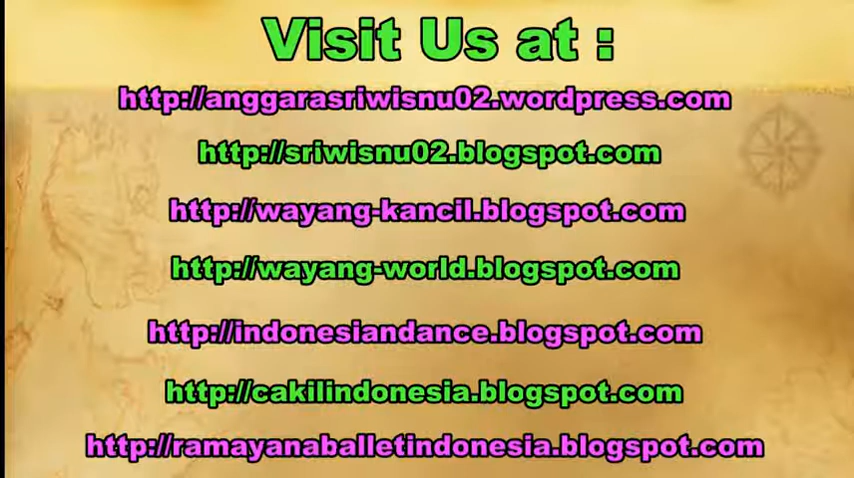 Visit Us at :
http://anggarasriwisnu02.wordpress.com
http://sriwisnu02.blogspot.com
http://wayang-kancil.blogspot.com
http://wayang-world.blogspot.com
http://indonesiandance.blogspot.com
http://cakilindonesia.blogspot.com
http://ramayanaballetindonesia.blogspot.com